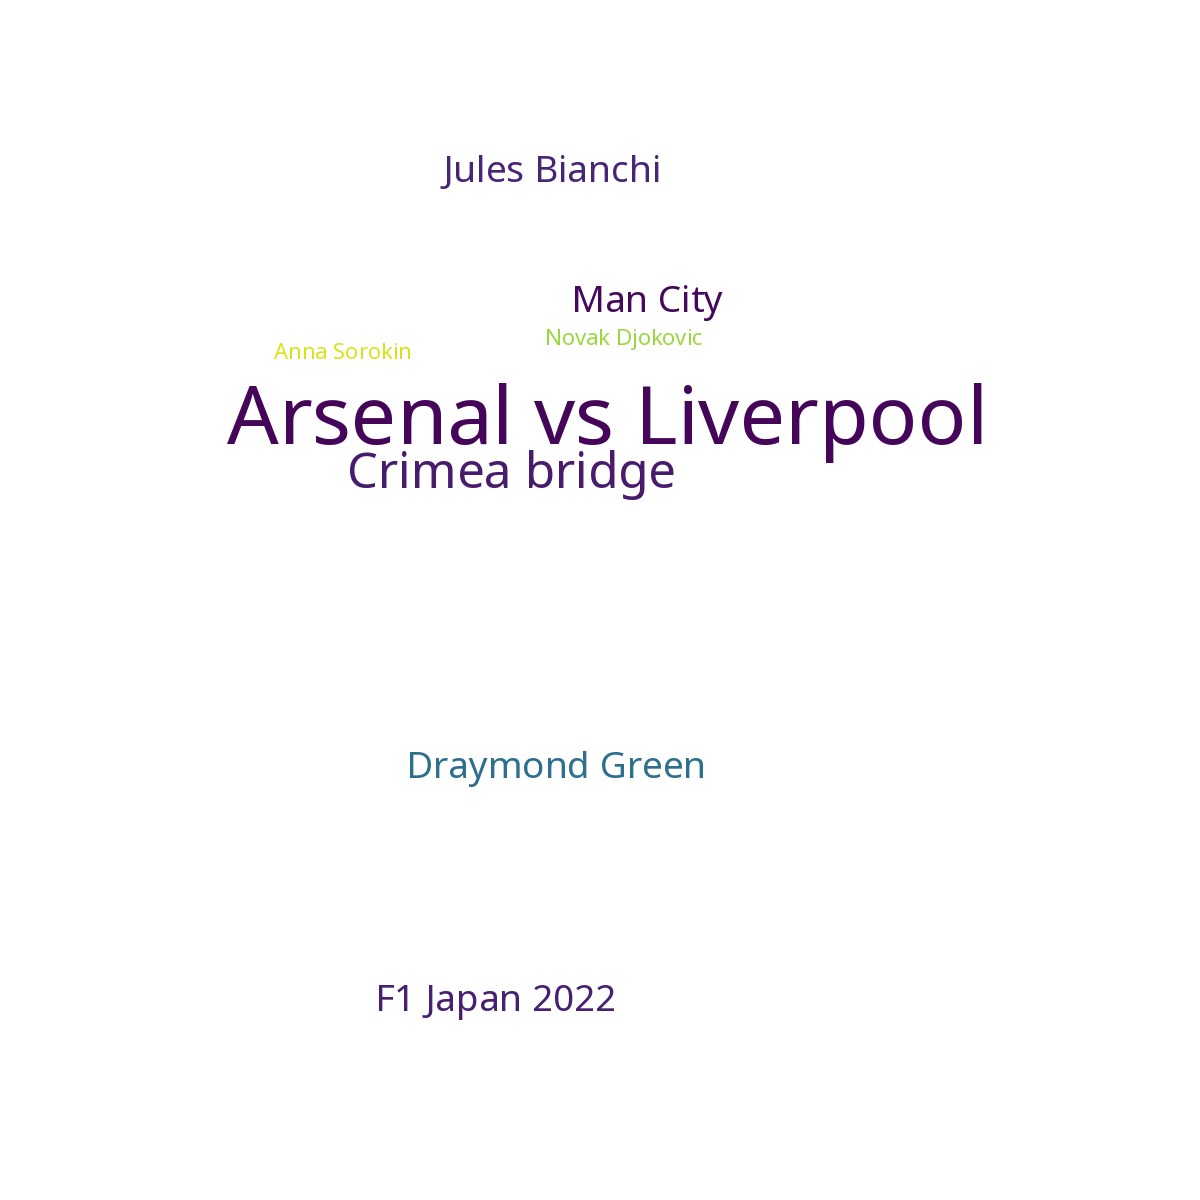 Jules Bianchi
Man City
Novak Djokovic
Anna Sorokin
Arsenal vs Liverpool
Crimea bridge
Draymond Green
F1 Japan 2022